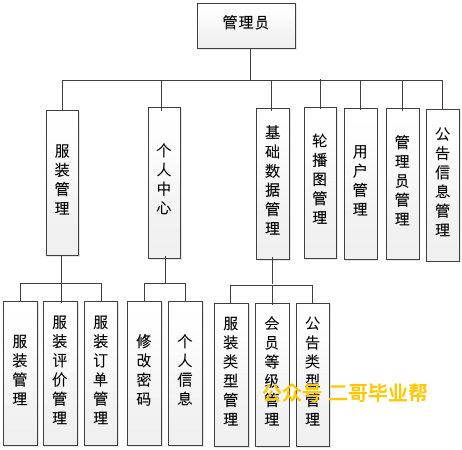 管理员
服装管理
个人中心
基础数据管理
轮播图管理
用户管理
管理员管理
公告信息管理
服装管理
服装评价管理
服装订单管理
修改密码
个人信息
服装类型管理
会员等级管理
公告类型管理
公众号 二哥毕业帮